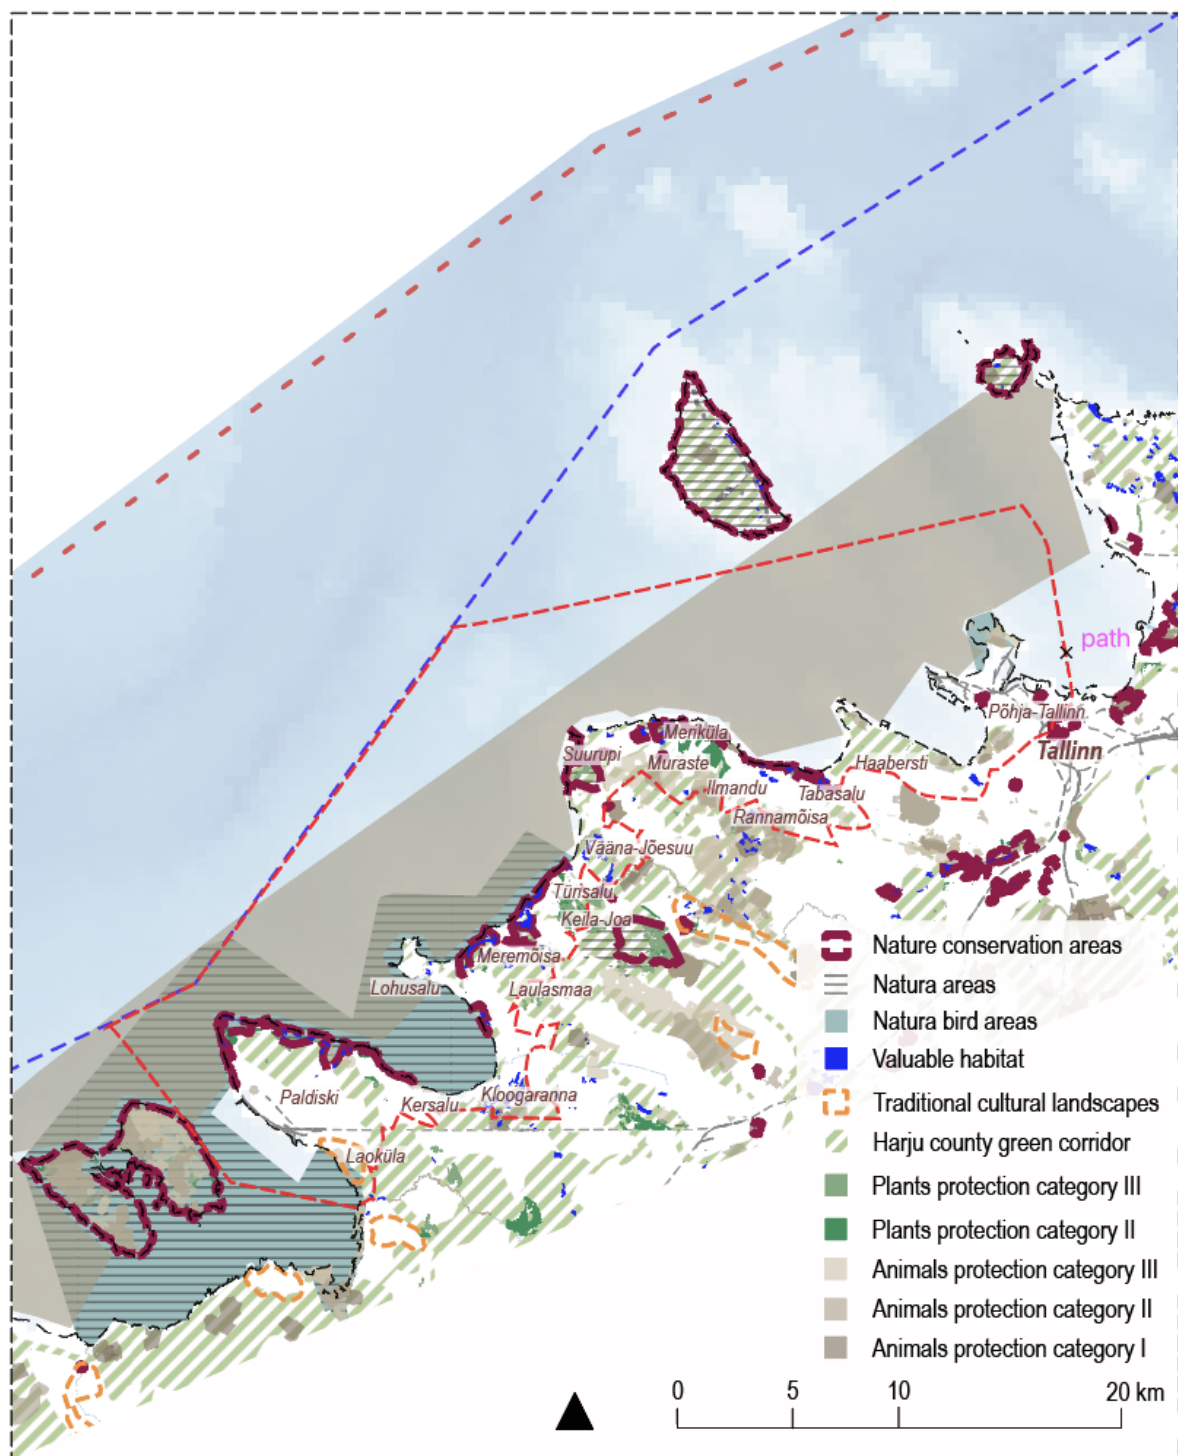 path
Põhja-Tallinn.
Tallinn
Meriküla
Suurupi
Muraste
Haabersti
Ilmandu
Tabasalu
Rannamõisa
Vääna-Jõesuu
Türisalu
Keila-Joa
Meremõisa
Lohusalu
Laulasmaa
Paldiski
Kersalu
Kloogaranna
Laoküla
Nature conservation areas
Natura areas
Natura bird areas
Valuable habitat
Traditional cultural landscapes
Harju county green corridor
Plants protection category III
Plants protection category II
Animals protection category III
Animals protection category II
Animals protection category I
0 5 10 20 km